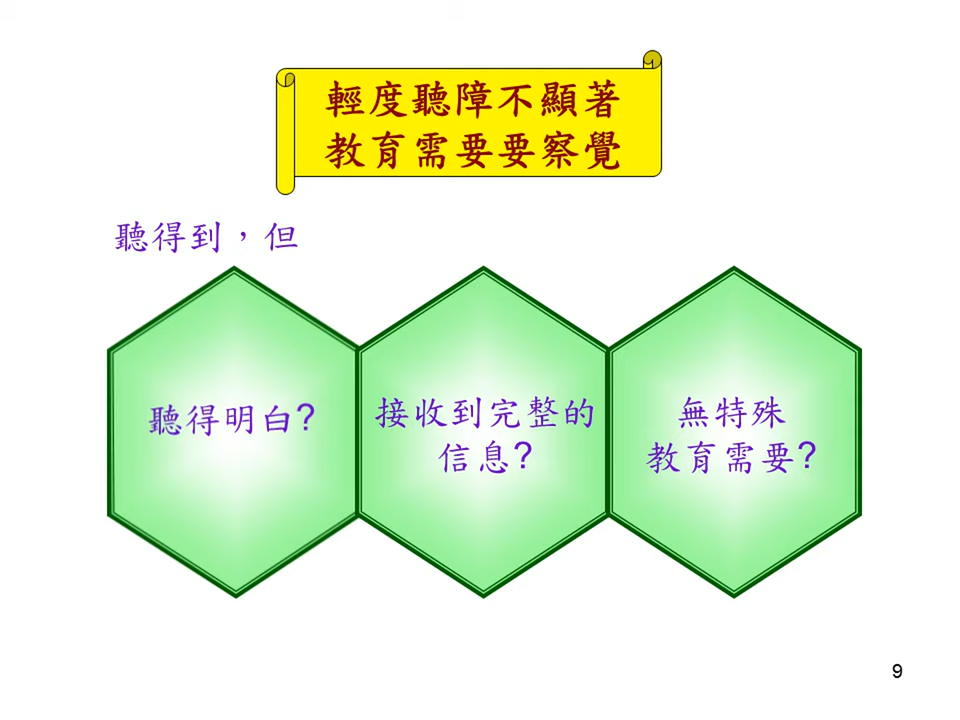 輕度聽障不顯著
教育需要要察覺
聽得到，但
聽得明白?
接收到完整的
信息?
無特殊
教育需要?
9